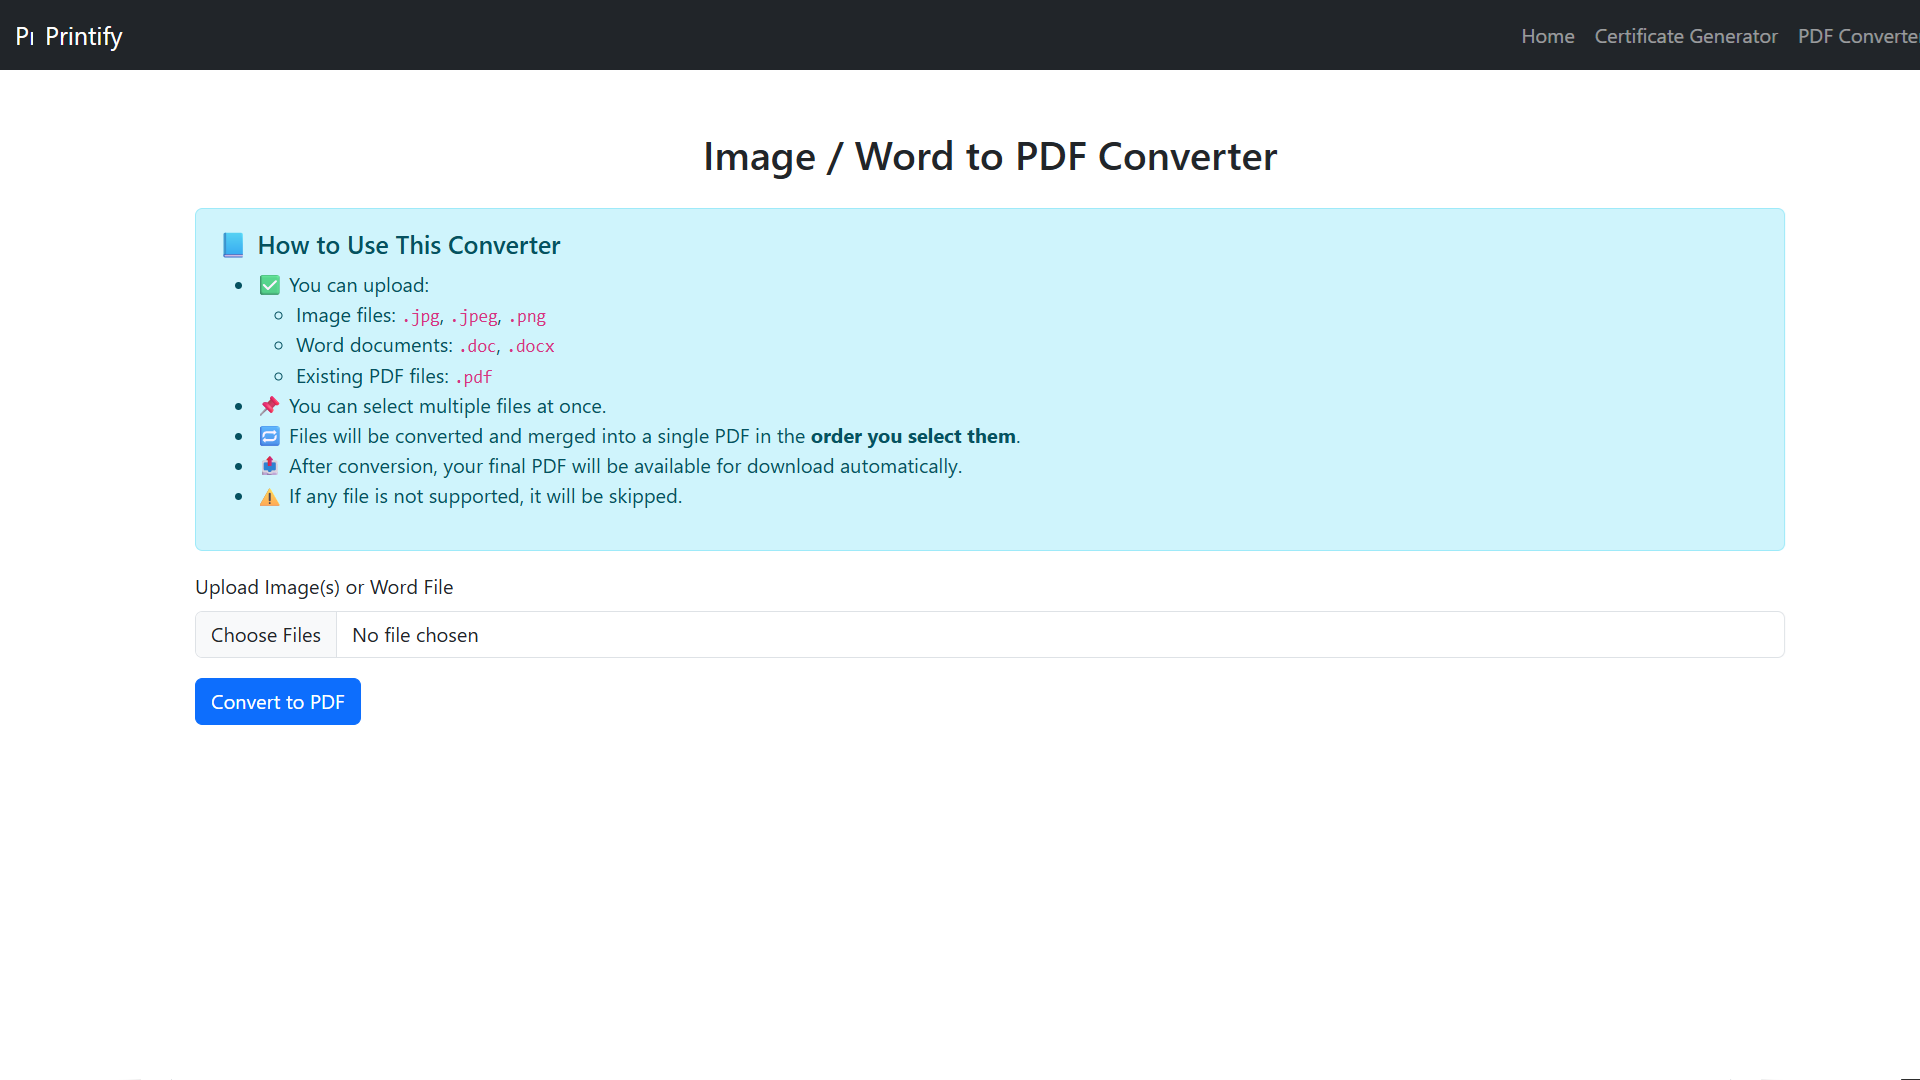 Printify
Home
Certificate Generator
PDF Converte
Image / Word to PDF Converter
How to Use This Converter
You can upload:
Image files: .jpg, .jpeg, .png
Word documents: .doc, .docx
Existing PDF files: .pdf
You can select multiple files at once.
Files will be converted and merged into a single PDF in the order you select them.
After conversion, your final PDF will be available for download automatically.
If any file is not supported, it will be skipped.
Upload Image(s) or Word File
Choose Files No file chosen
Convert to PDF